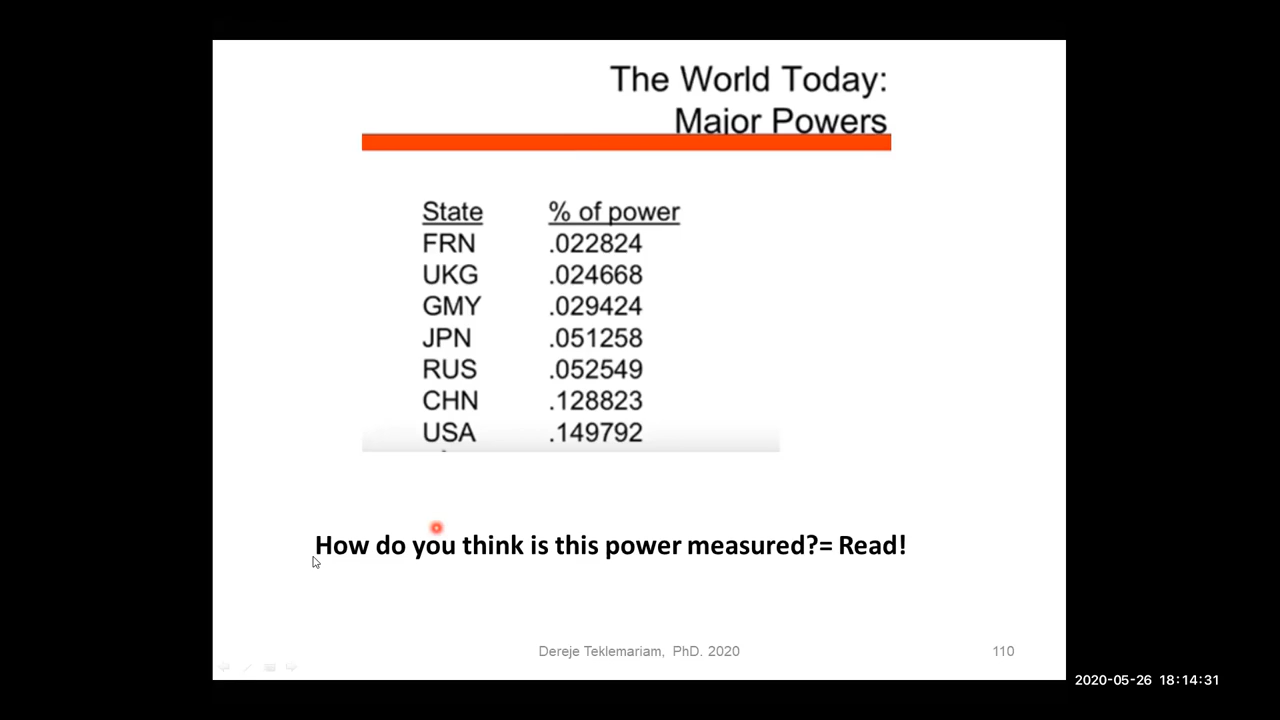 The World Today:
Major Powers
State % of power
FRN .022824
UKG .024668
GMY .029424
JPN .051258
RUS .052549
CHN .128823
USA .149792
How do you think is this power measured?= Read!
Dereje Teklemariam, PhD. 2020 110
2020-05-26 18:14:31